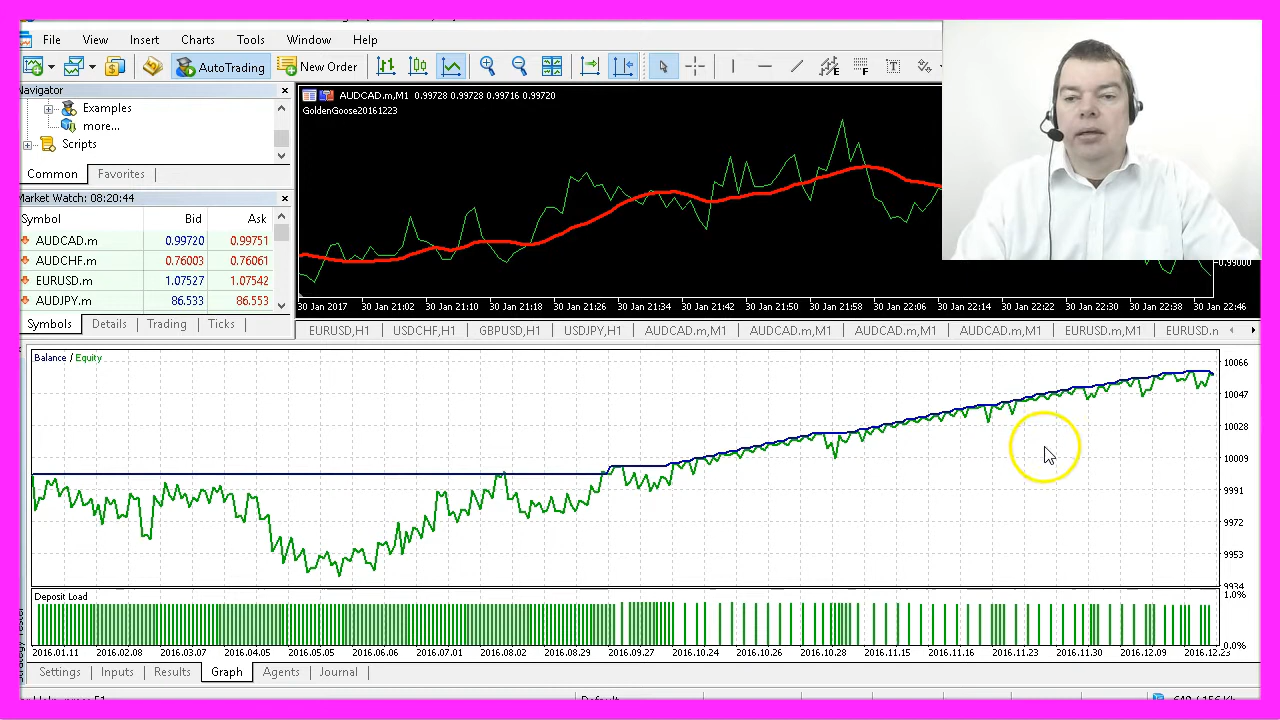 File View Insert Charts Tools Window Help
AutoTrading New Order
Navigator
Examples
more...
Scripts
Common Favorites
Market Watch: 08:20:44
Symbol Bid Ask
AUDCAD.m 0.99720 0.99751
AUDCHF.m 0.76003 0.76061
EURUSD.m 1.07527 1.07542
AUDJPY.m 86.533 86.553
Symbols Details Trading Ticks
AUDCAD.m,M1 0.99728 0.99728 0.99716 0.99720
GoldenGoose20161223
0.99000
30 Jan 2017 30 Jan 21:02 30 Jan 21:10 30 Jan 21:18 30 Jan 21:26 30 Jan 21:34 30 Jan 21:42 30 Jan 21:50 30 Jan 21:58 30 Jan 22:06 30 Jan 22:14 30 Jan 22:22 30 Jan 22:30 30 Jan 22:38 30 Jan 22:46
EURUSD,H1 USDCHF,H1 GBPUSD,H1 USDJPY,H1 AUDCAD.m,M1 AUDCAD.m,M1 AUDCAD.m,M1 AUDCAD.m,M1 EURUSD.m,M1 EURUSD.
Balance / Equity
10066
10047
10028
10009
9991
9972
9953
9934
Deposit Load
1.0%
0.0%
2016.01.11 2016.02.08 2016.03.07 2016.04.05 2016.05.05 2016.06.03 2016.07.01 2016.08.02 2016.09.27 2016.10.24 2016.10.26 2016.10.28 2016.11.15 2016.11.23 2016.11.30 2016.12.09 2016.12.23
Settings Inputs Results Graph Agents Journal